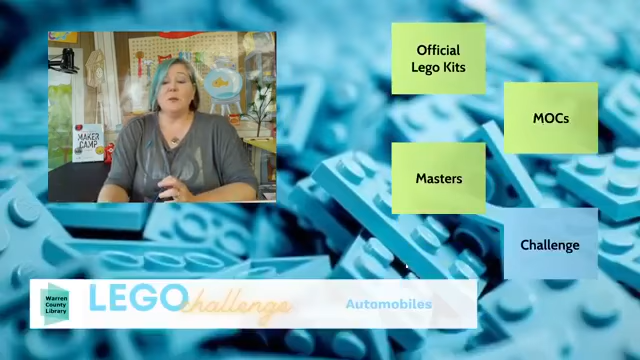 Official
Lego Kits
MOCs
Masters
Challenge
MAKER
CAMP
Warren
County
Library
LEGO challenge
Automobiles